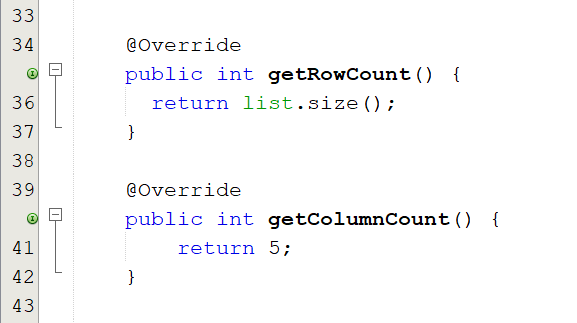 33
34 @Override
public int getRowCount() {
36 return list.size();
37 }
38
39 @Override
public int getColumnCount() {
41 return 5;
42 }
43